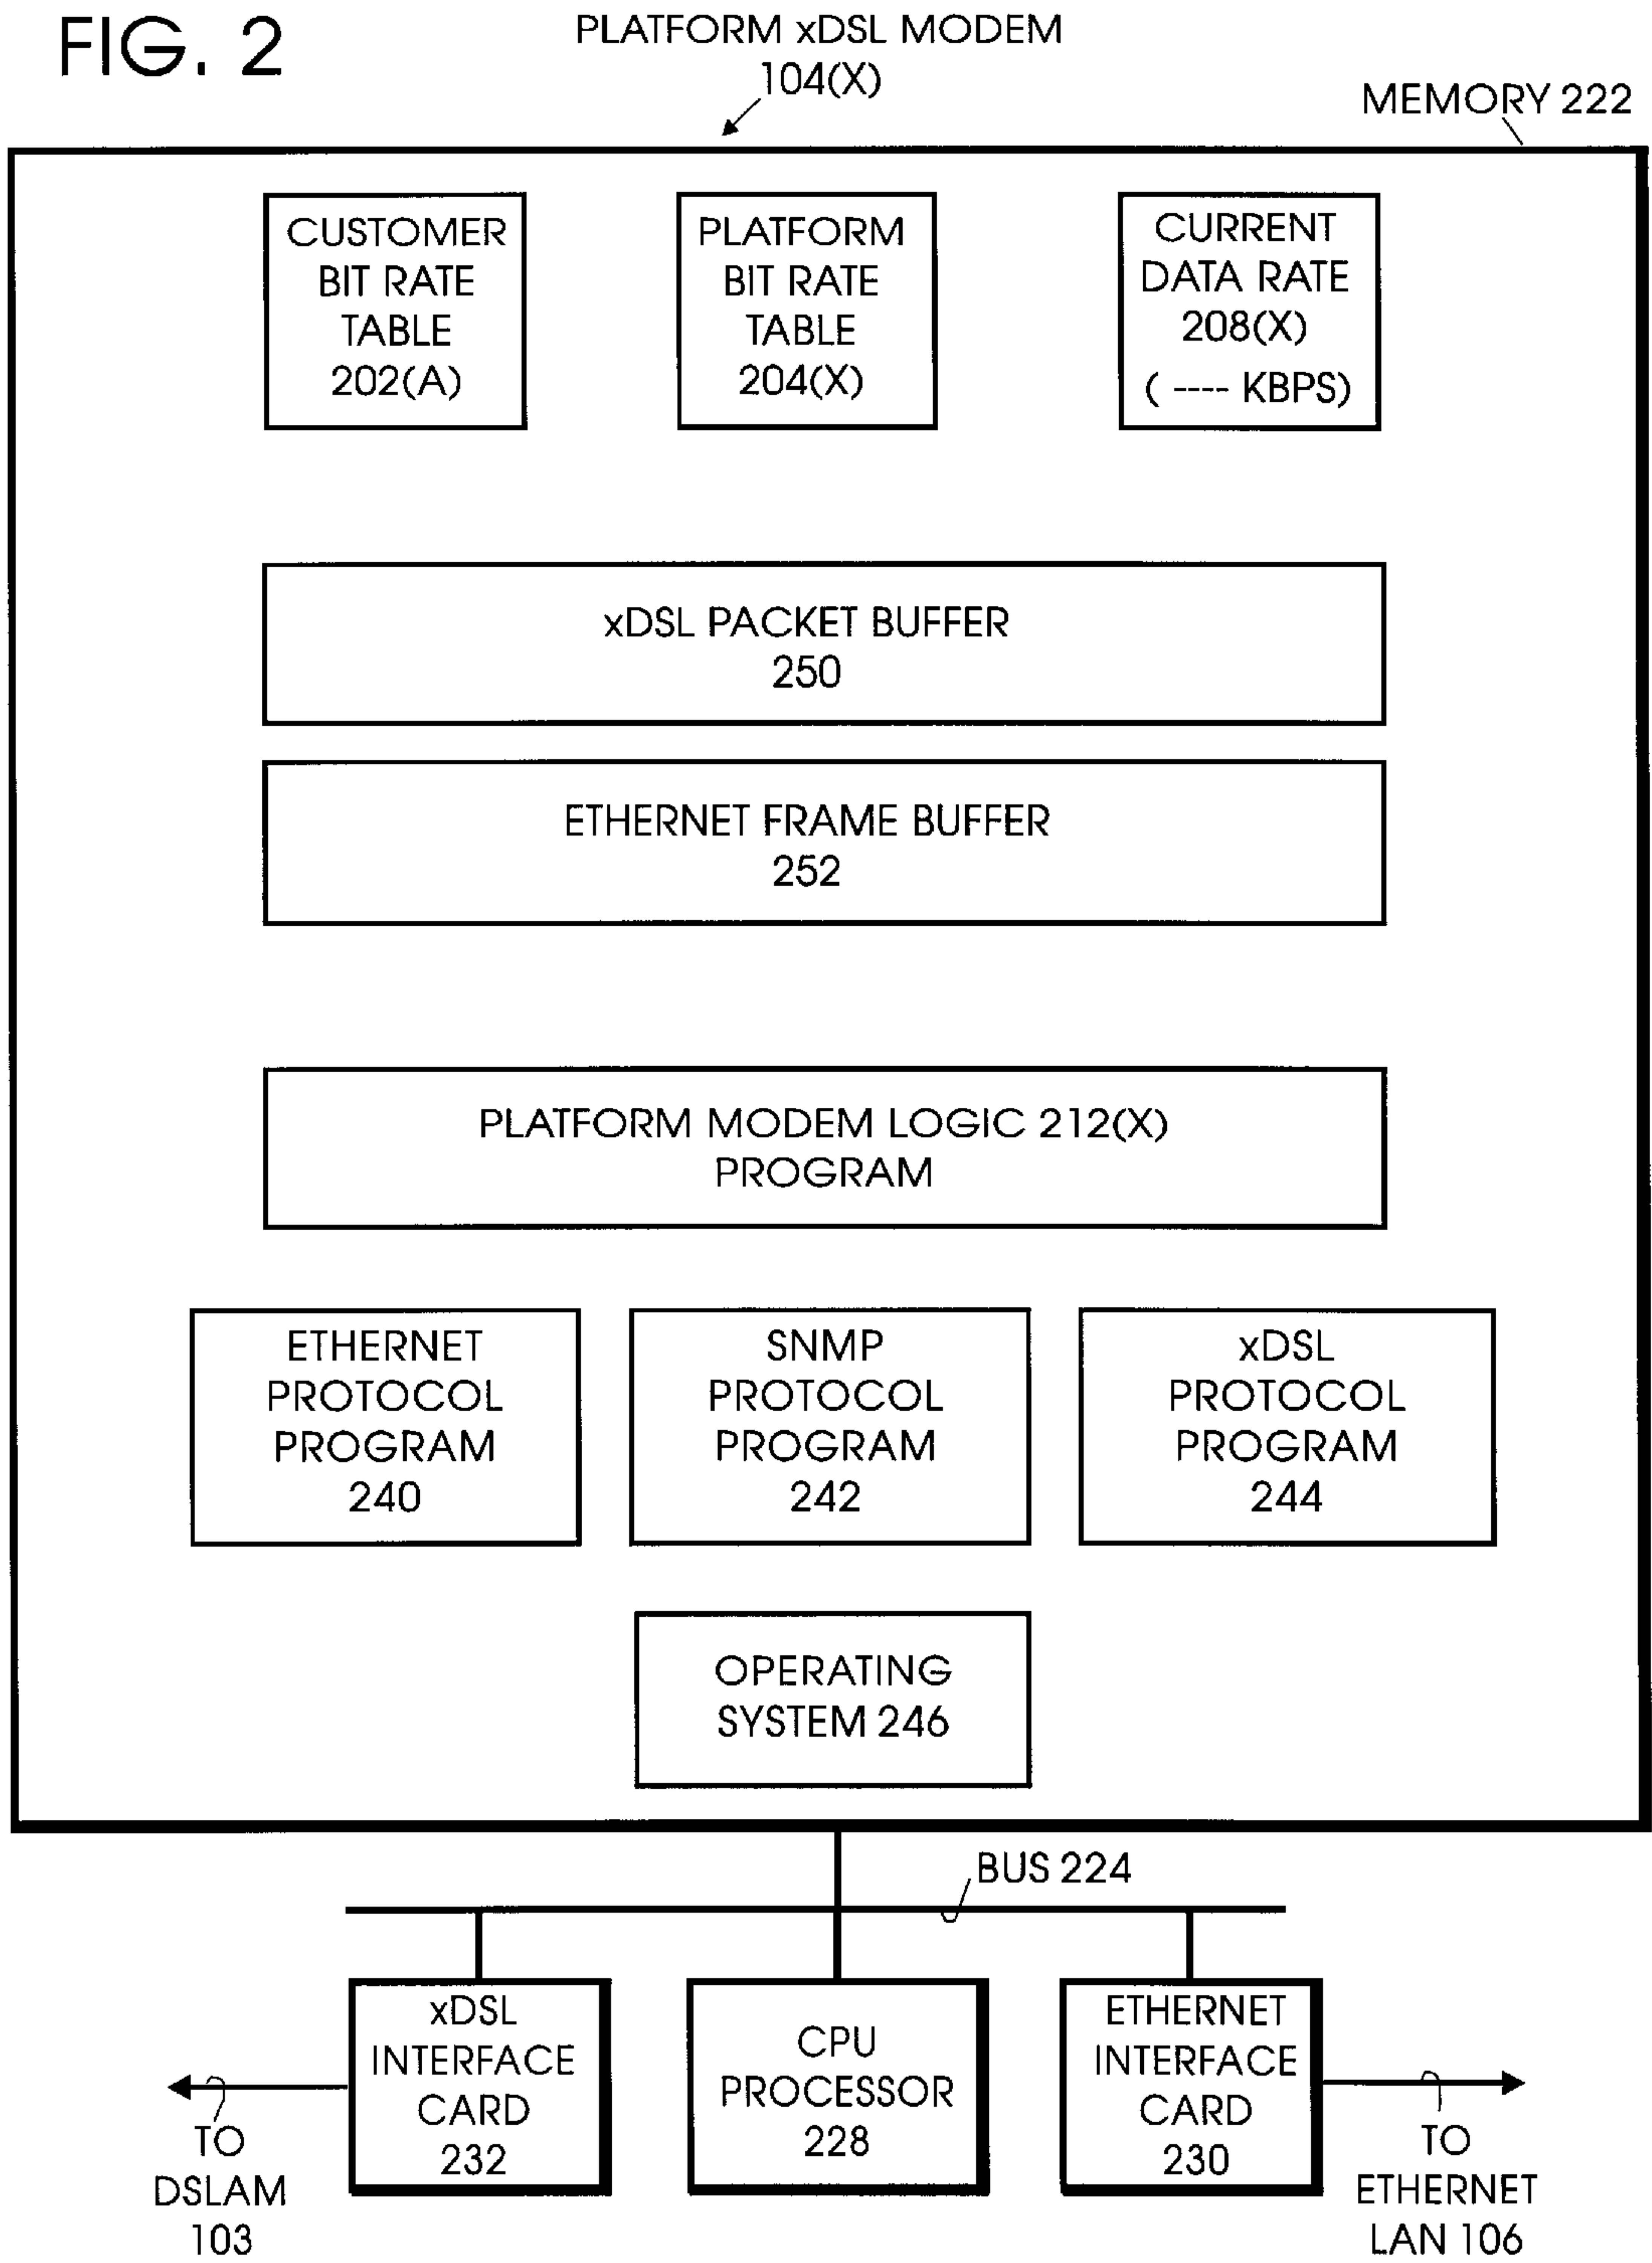 FIG. 2
PLATFORM xDSL MODEM
104(X)
MEMORY 222
CUSTOMER
BIT RATE
TABLE
202(A)
PLATFORM
BIT RATE
TABLE
204(X)
CURRENT
DATA RATE
208(X)
( ---- KBPS)
xDSL PACKET BUFFER
250
ETHERNET FRAME BUFFER
252
PLATFORM MODEM LOGIC 212(X)
PROGRAM
ETHERNET
PROTOCOL
PROGRAM
240
SNMP
PROTOCOL
PROGRAM
242
xDSL
PROTOCOL
PROGRAM
244
OPERATING
SYSTEM 246
BUS 224
xDSL
INTERFACE
CARD
232
CPU
PROCESSOR
228
ETHERNET
INTERFACE
CARD
230
TO
DSLAM
103
TO
ETHERNET
LAN 106